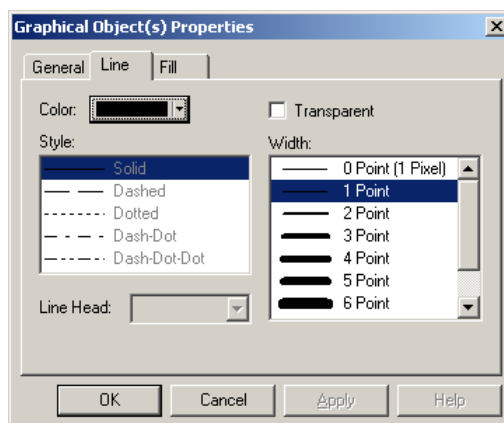 Graphical Object(s) Properties
General Line Fill
Color: Transparent
Style: Width:
Solid
Dashed
Dotted
Dash-Dot
Dash-Dot-Dot
0 Point (1 Pixel)
1 Point
2 Point
3 Point
4 Point
5 Point
6 Point
Line Head:
OK Cancel Apply Help